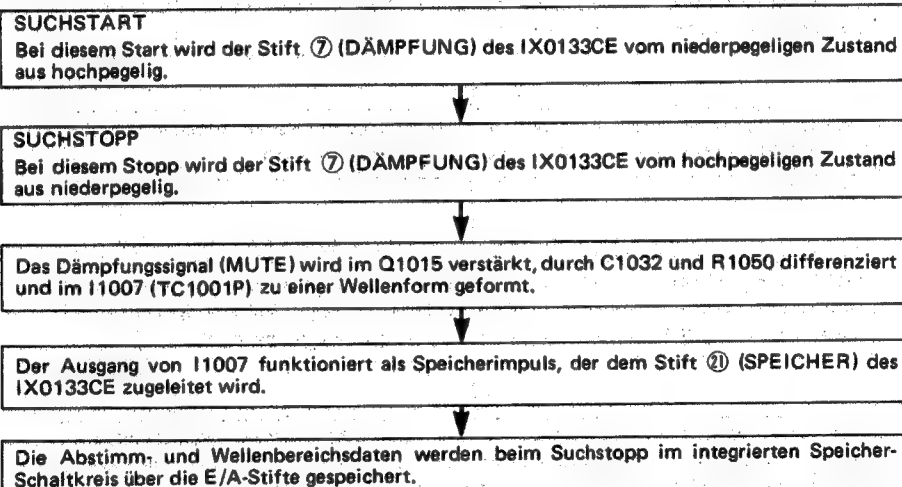 SUCHSTART
Bei diesem Start wird der Stift ⑦ (DÄMPFUNG) des IX0133CE vom niederpegeligen Zustand
aus hochpegelig.
SUCHSTOPP
Bei diesem Stopp wird der Stift ⑦ (DÄMPFUNG) des IX0133CE vom hochpegeligen Zustand
aus niederpegelig.
Das Dämpfungssignal (MUTE) wird im Q1015 verstärkt, durch C1032 und R1050 differenziert
und im I1007 (TC1001P) zu einer Wellenform geformt.
Der Ausgang von I1007 funktioniert als Speicherimpuls, der dem Stift ㉑ (SPEICHER) des
IX0133CE zugeleitet wird.
Die Abstimm- und Wellenbereichsdaten werden beim Suchstopp im integrierten Speicher-
Schaltkreis über die E/A-Stifte gespeichert.